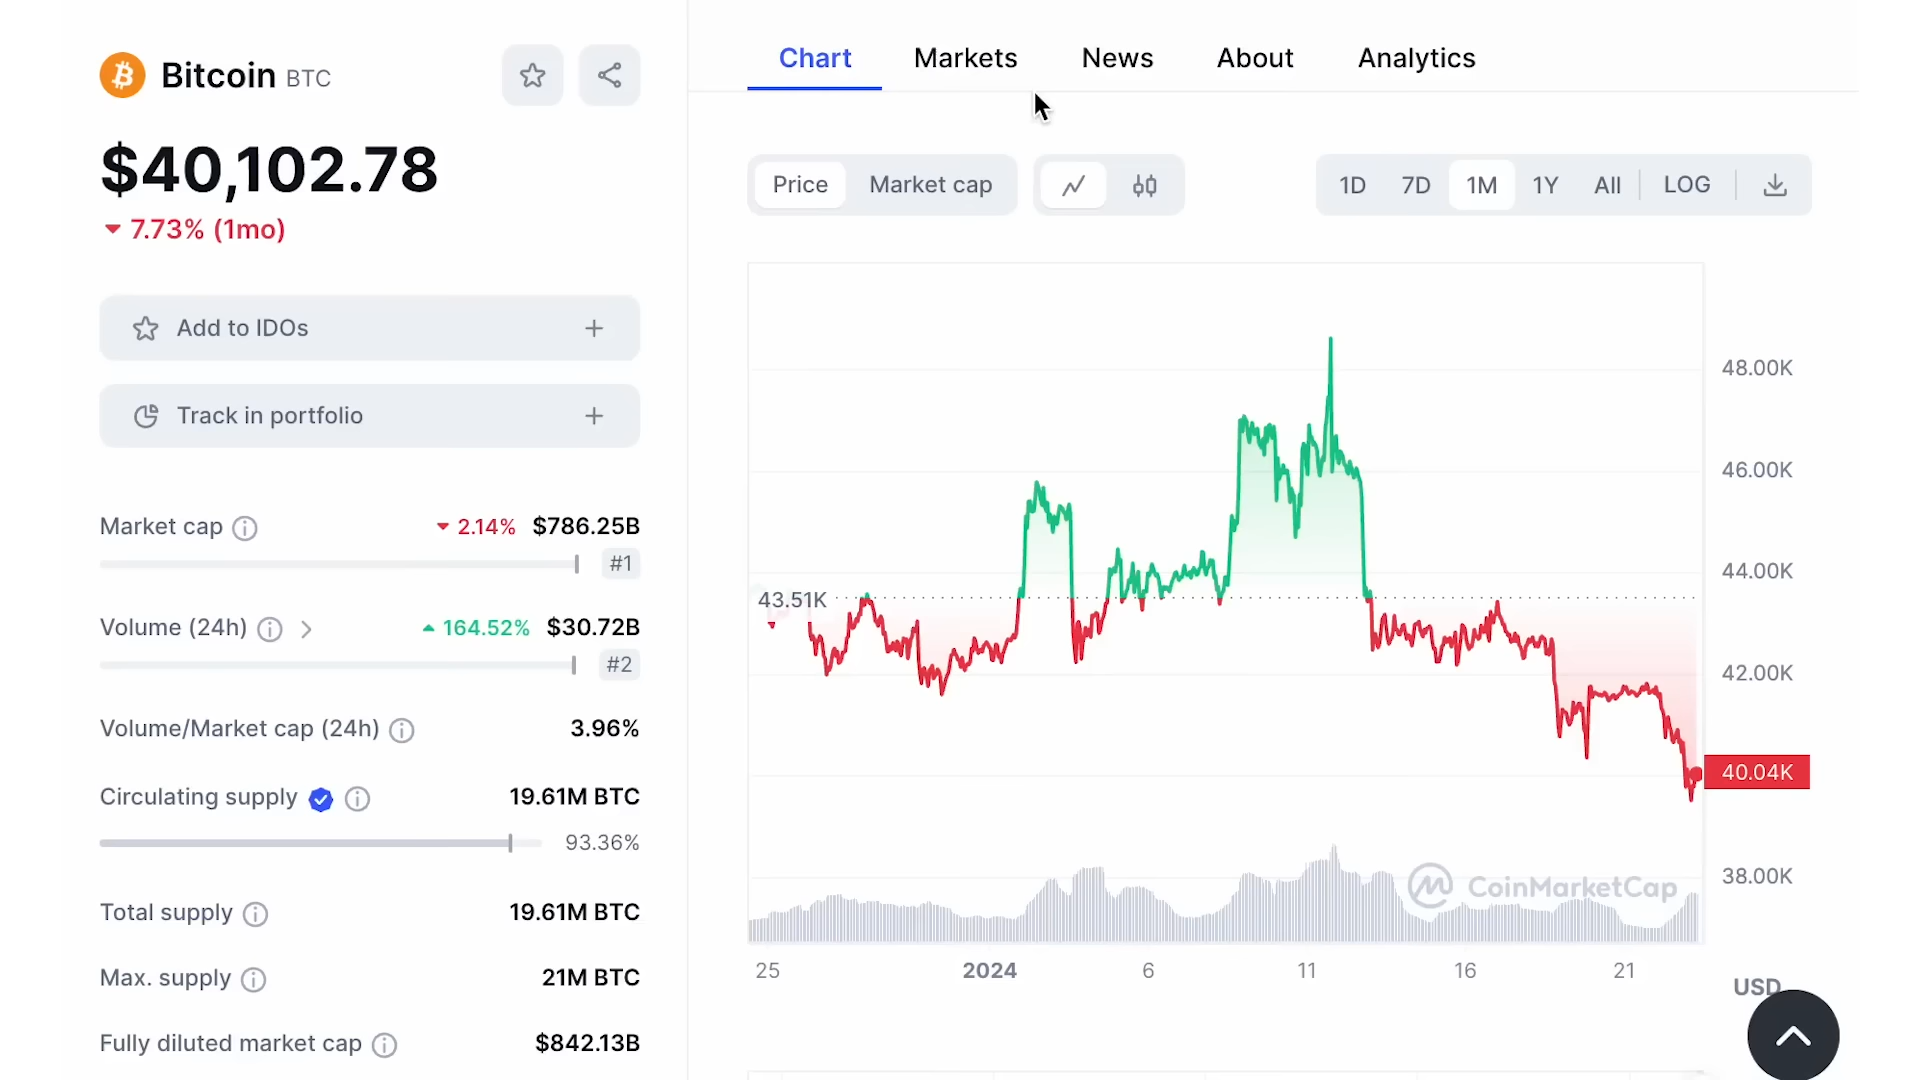 Bitcoin BTC
$40,102.78
7.73% (1mo)
Add to IDOs
Track in portfolio
Market cap 2.14% $786.25B
#1
Volume (24h) 164.52% $30.72B
#2
Volume/Market cap (24h) 3.96%
Circulating supply 19.61M BTC
93.36%
Total supply 19.61M BTC
Max. supply 21M BTC
Fully diluted market cap $842.13B
Chart Markets News About Analytics
Price Market cap 1D 7D 1M 1Y All LOG
48.00K
46.00K
44.00K
43.51K
42.00K
40.04K
38.00K
CoinMarketCap
25 2024 6 11 16 21
USD